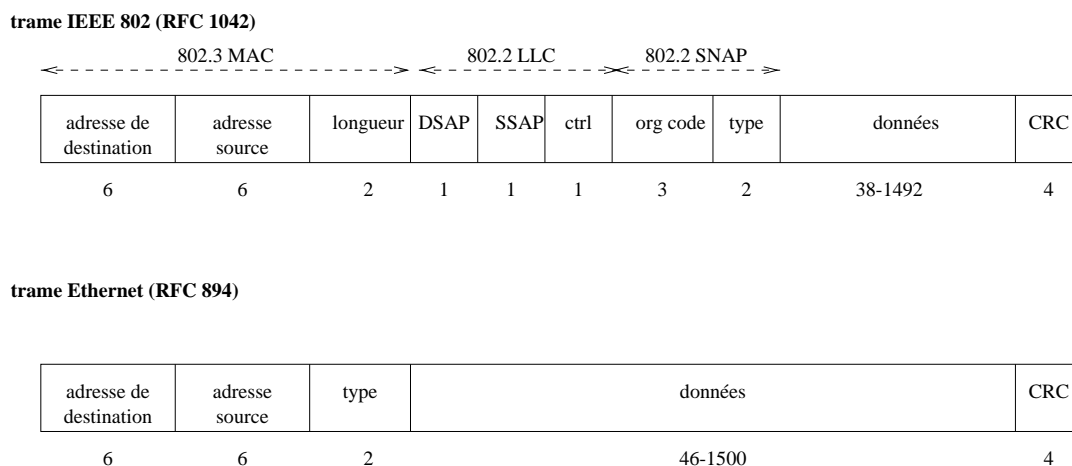 trame IEEE 802 (RFC 1042)
802.3 MAC 802.2 LLC 802.2 SNAP
adresse de destination adresse source longueur DSAP SSAP ctrl org code type données CRC
6 6 2 1 1 1 3 2 38-1492 4
trame Ethernet (RFC 894)
adresse de destination adresse source type données CRC
6 6 2 46-1500 4